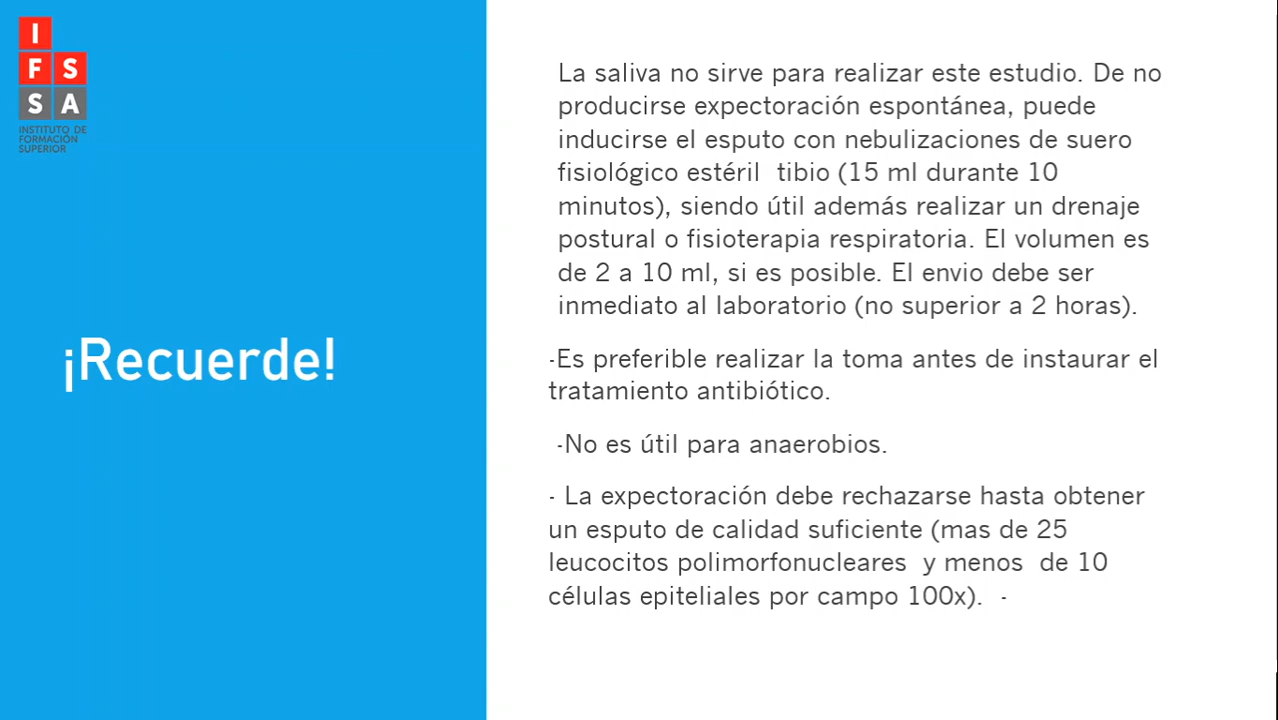 I
F S
S A
INSTITUTO DE
FORMACIÓN
SUPERIOR
¡Recuerde!
La saliva no sirve para realizar este estudio. De no
producirse expectoración espontánea, puede
inducirse el esputo con nebulizaciones de suero
fisiológico estéril  tibio (15 ml durante 10
minutos), siendo útil además realizar un drenaje
postural o fisioterapia respiratoria. El volumen es
de 2 a 10 ml, si es posible. El envio debe ser
inmediato al laboratorio (no superior a 2 horas).
-Es preferible realizar la toma antes de instaurar el
tratamiento antibiótico.
-No es útil para anaerobios.
- La expectoración debe rechazarse hasta obtener
un esputo de calidad suficiente (mas de 25
leucocitos polimorfonucleares  y menos  de 10
células epiteliales por campo 100x).  -